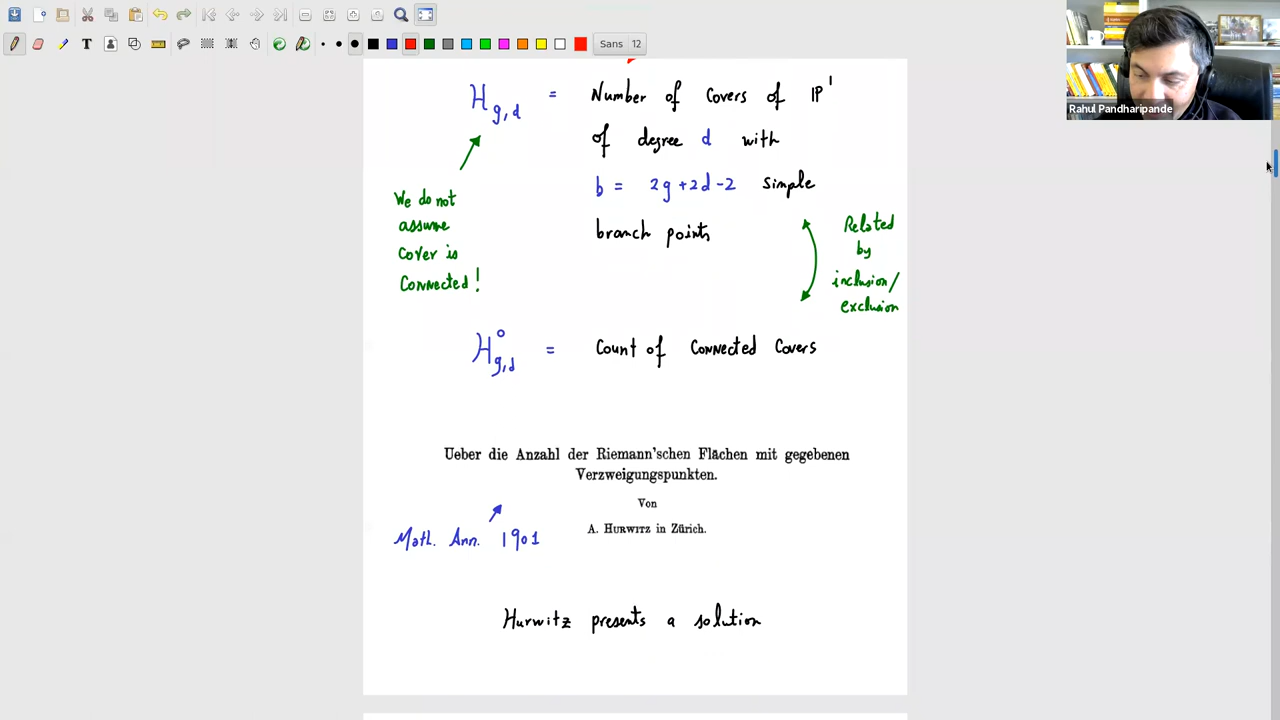 Sans 12
H g,d = Number of Covers of IP¹
of degree d with
b = 2g+2d-2 simple
branch points
We do not
assume
Cover is
Connected!
Related
by
inclusion/
exclusion
H°g,d = Count of Connected Covers
Ueber die Anzahl der Riemann'schen Flächen mit gegebenen
Verzweigungspunkten.
Von
A. HURWITZ in Zürich.
Math. Ann. 1901
Hurwitz presents a solution
Rahul Pandharipande